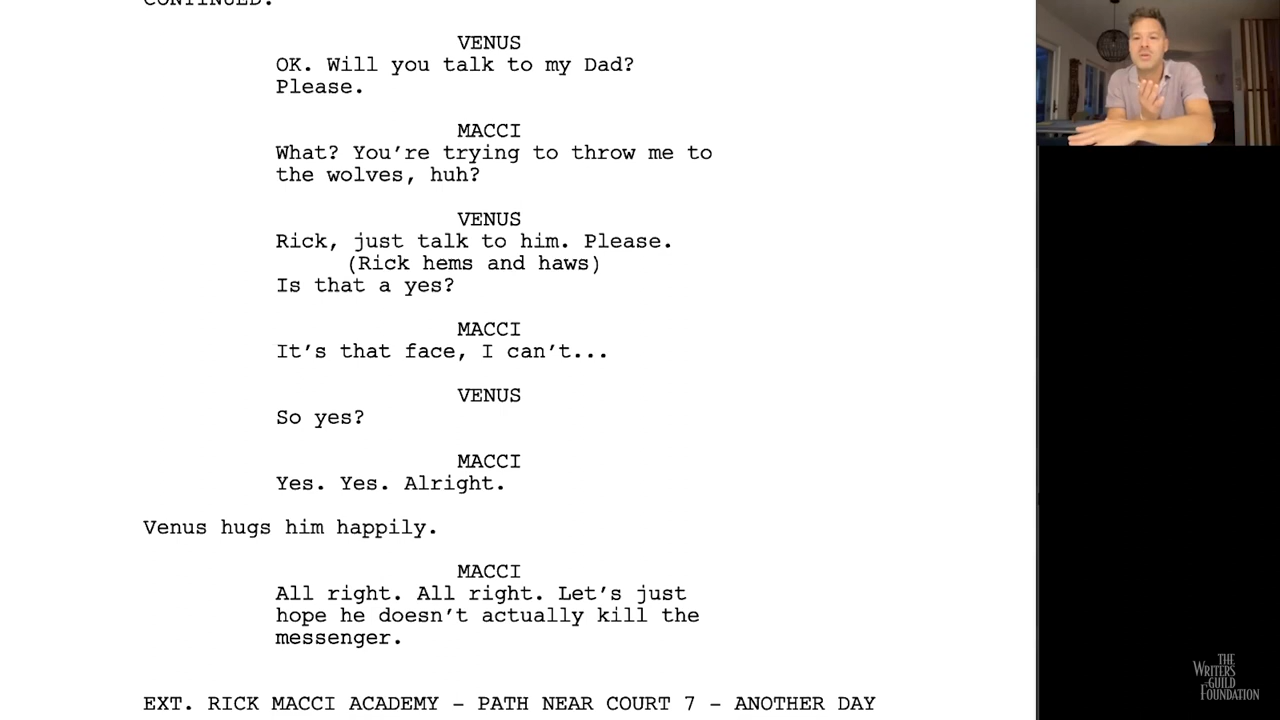 CONTINUED:
VENUS
OK. Will you talk to my Dad?
Please.
MACCI
What? You're trying to throw me to
the wolves, huh?
VENUS
Rick, just talk to him. Please.
(Rick hems and haws)
Is that a yes?
MACCI
It's that face, I can't...
VENUS
So yes?
MACCI
Yes. Yes. Alright.
Venus hugs him happily.
MACCI
All right. All right. Let's just
hope he doesn't actually kill the
messenger.
EXT. RICK MACCI ACADEMY – PATH NEAR COURT 7 – ANOTHER DAY
THE
WRITERS
GUILD
FOUNDATION